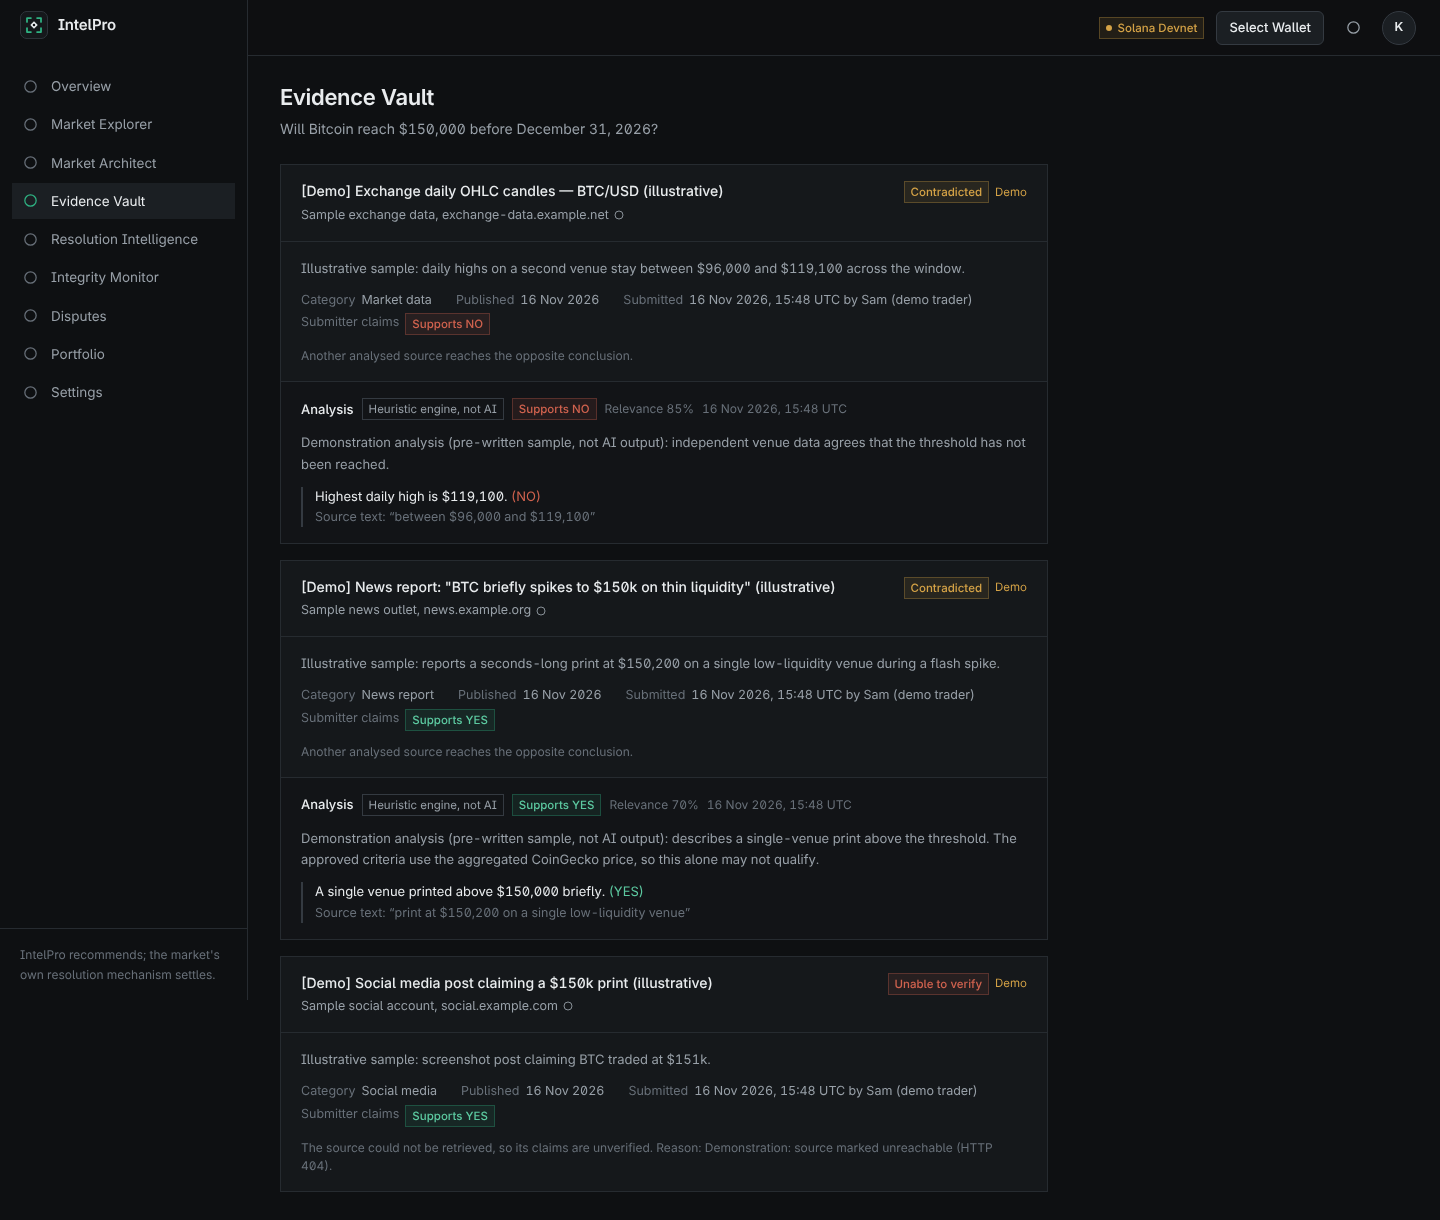 IntelPro
Solana Devnet
Select Wallet
K
Overview
Market Explorer
Market Architect
Evidence Vault
Resolution Intelligence
Integrity Monitor
Disputes
Portfolio
Settings
IntelPro recommends; the market's
own resolution mechanism settles.
Evidence Vault
Will Bitcoin reach $150,000 before December 31, 2026?
[Demo] Exchange daily OHLC candles — BTC/USD (illustrative)
Contradicted Demo
Sample exchange data, exchange-data.example.net
Illustrative sample: daily highs on a second venue stay between $96,000 and $119,100 across the window.
Category Market data Published 16 Nov 2026 Submitted 16 Nov 2026, 15:48 UTC by Sam (demo trader)
Submitter claims Supports NO
Another analysed source reaches the opposite conclusion.
Analysis Heuristic engine, not AI Supports NO Relevance 85% 16 Nov 2026, 15:48 UTC
Demonstration analysis (pre-written sample, not AI output): independent venue data agrees that the threshold has not
been reached.
Highest daily high is $119,100. (NO)
Source text: “between $96,000 and $119,100”
[Demo] News report: "BTC briefly spikes to $150k on thin liquidity" (illustrative)
Contradicted Demo
Sample news outlet, news.example.org
Illustrative sample: reports a seconds-long print at $150,200 on a single low-liquidity venue during a flash spike.
Category News report Published 16 Nov 2026 Submitted 16 Nov 2026, 15:48 UTC by Sam (demo trader)
Submitter claims Supports YES
Another analysed source reaches the opposite conclusion.
Analysis Heuristic engine, not AI Supports YES Relevance 70% 16 Nov 2026, 15:48 UTC
Demonstration analysis (pre-written sample, not AI output): describes a single-venue print above the threshold. The
approved criteria use the aggregated CoinGecko price, so this alone may not qualify.
A single venue printed above $150,000 briefly. (YES)
Source text: “print at $150,200 on a single low-liquidity venue”
[Demo] Social media post claiming a $150k print (illustrative)
Unable to verify Demo
Sample social account, social.example.com
Illustrative sample: screenshot post claiming BTC traded at $151k.
Category Social media Published 16 Nov 2026 Submitted 16 Nov 2026, 15:48 UTC by Sam (demo trader)
Submitter claims Supports YES
The source could not be retrieved, so its claims are unverified. Reason: Demonstration: source marked unreachable (HTTP
404).